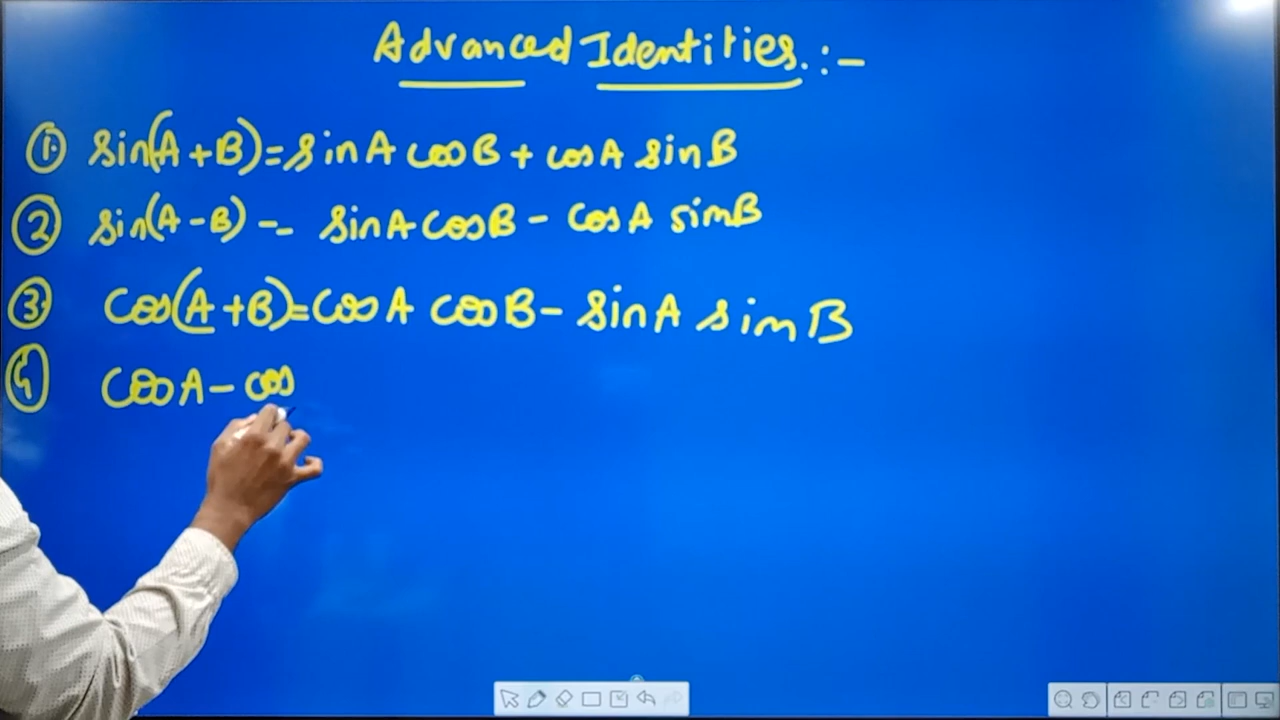 Advanced Identities. :-
① sin(A+B)=sinA cosB + cosA sinB
② sin(A-B) = sinA cosB - cosA sinB
③ cos(A+B)=cosA cosB - sinA sinB
④ cosA - cos